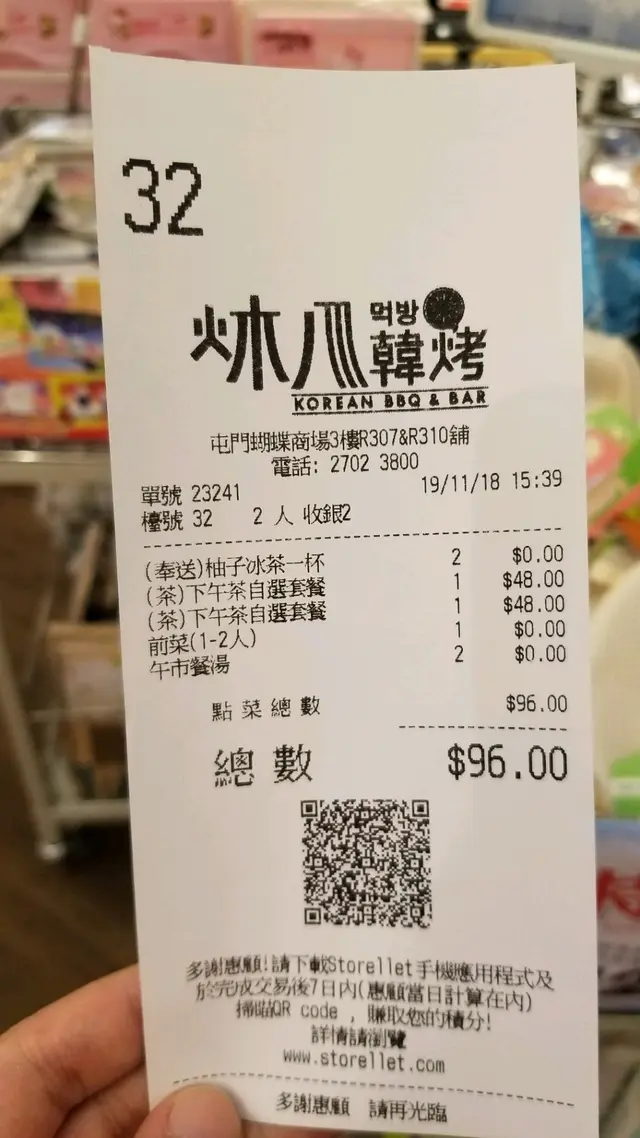 32
炑八爪 먹방 韓烤
KOREAN BBQ & BAR
屯門蝴蝶商場3樓R307&R310舖
電話: 2702 3800
單號 23241 19/11/18 15:39
檯號 32 2 人 收銀2
(奉送)柚子冰茶一杯 2 $0.00
(茶)下午茶自選套餐 1 $48.00
(茶)下午茶自選套餐 1 $48.00
前菜(1-2人) 1 $0.00
午市餐湯 2 $0.00
點菜總數 $96.00
總數 $96.00
多謝惠顧!請下載Storellet手機應用程式及
於完成交易後7日內(惠顧當日計算在內)
掃瞄QR code , 賺取您的積分!
詳情請瀏覽
www.storellet.com
多謝惠顧 請再光臨